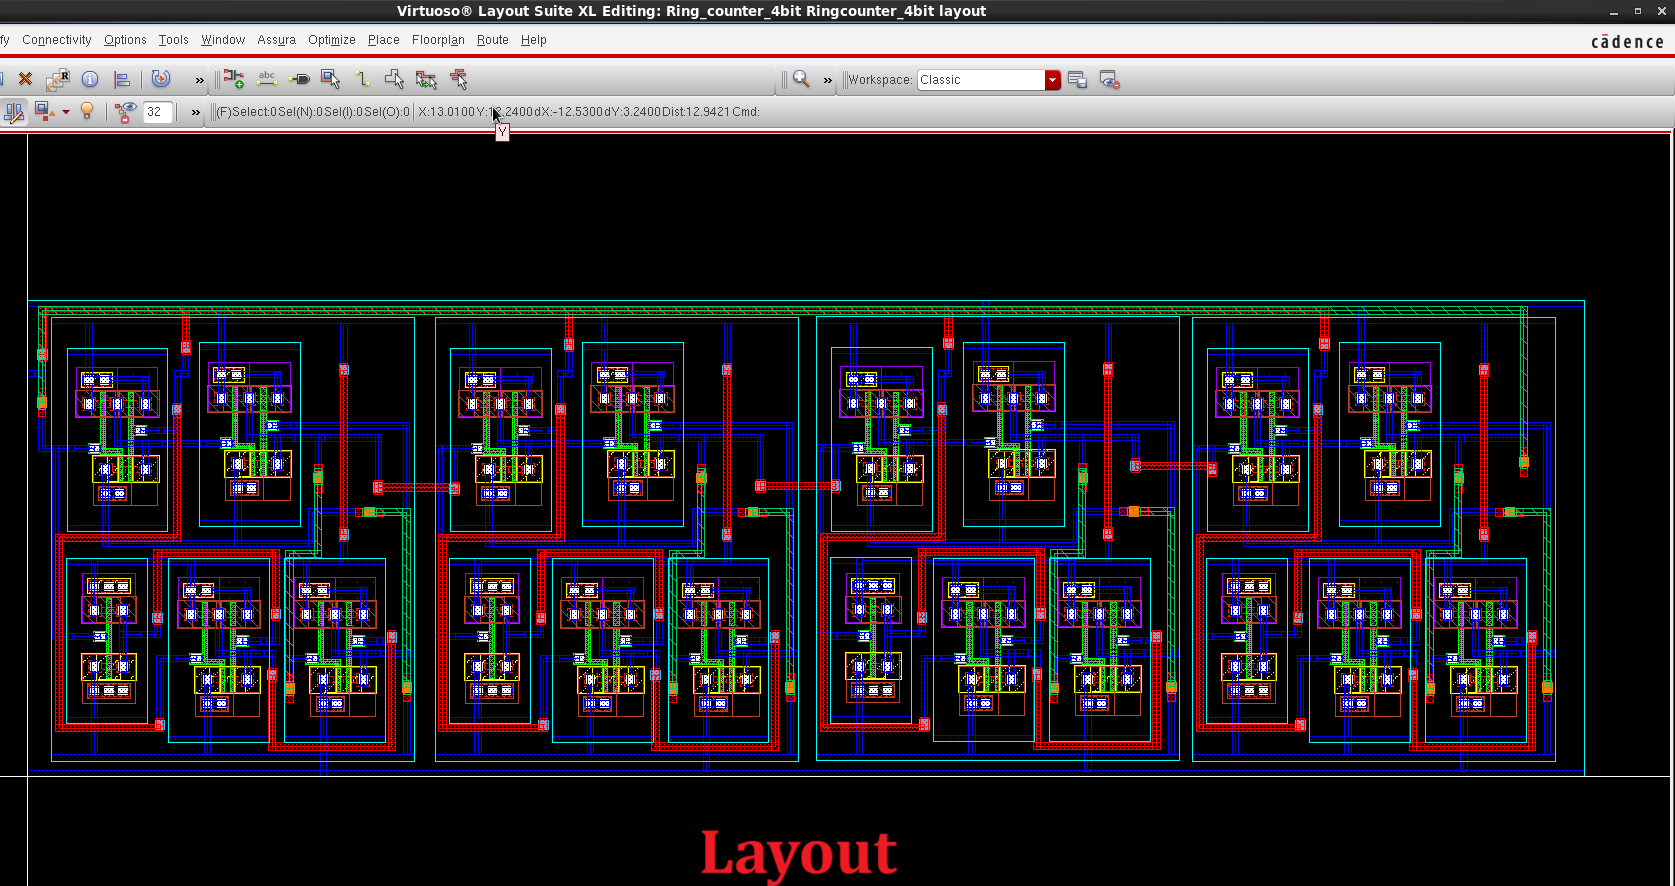 Virtuoso® Layout Suite XL Editing: Ring_counter_4bit Ringcounter_4bit layout
fy Connectivity Options Tools Window Assura Optimize Place Floorplan Route Help
cādence
R abc Workspace: Classic
32 (F)Select:0 Sel(N):0 Sel(I):0 Sel(O):0 X:13.0100 Y:12.2400 dX:-12.5300 dY:3.2400 Dist:12.9421 Cmd:
Y
Layout